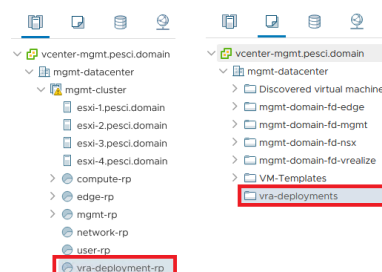 vcenter-mgmt.pesci.domain
mgmt-datacenter
mgmt-cluster
esxi-1.pesci.domain
esxi-2.pesci.domain
esxi-3.pesci.domain
esxi-4.pesci.domain
compute-rp
edge-rp
mgmt-rp
network-rp
user-rp
vra-deployment-rp
vcenter-mgmt.pesci.domain
mgmt-datacenter
Discovered virtual machine
mgmt-domain-fd-edge
mgmt-domain-fd-mgmt
mgmt-domain-fd-nsx
mgmt-domain-fd-vrealize
VM-Templates
vra-deployments